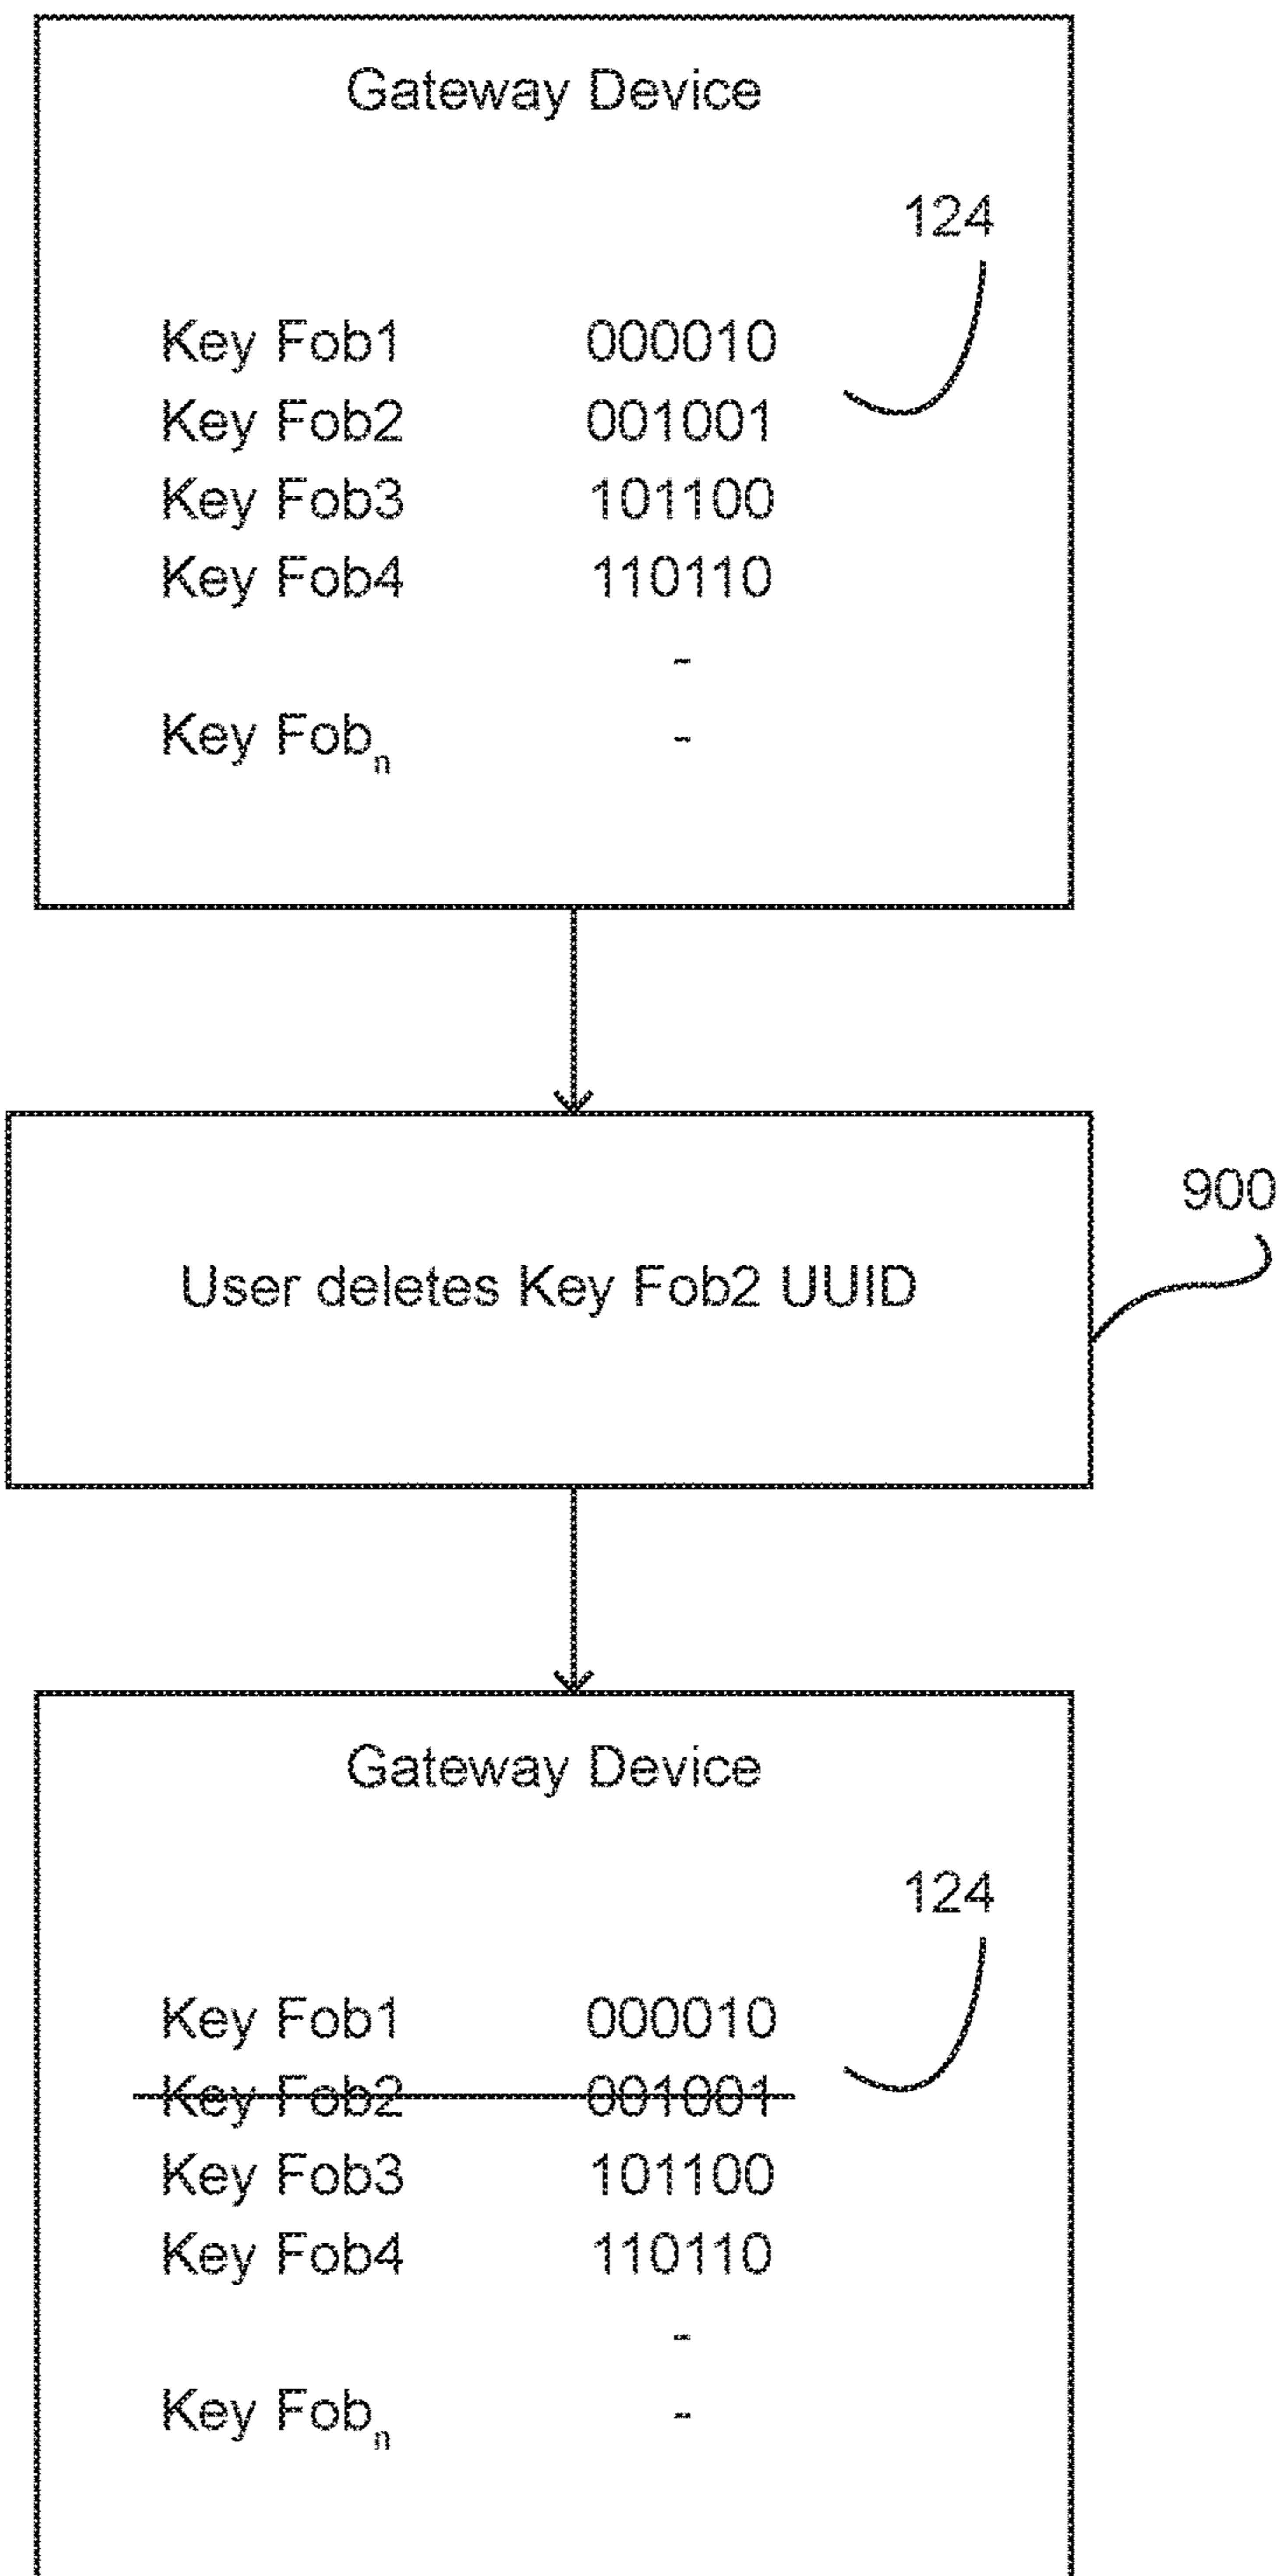 Gateway Device
124
Key Fob1 000010
Key Fob2 001001
Key Fob3 101100
Key Fob4 110110
-
Key Fobn -
User deletes Key Fob2 UUID
900
Gateway Device
124
Key Fob1 000010
Key Fob2 001001
Key Fob3 101100
Key Fob4 110110
-
Key Fobn -